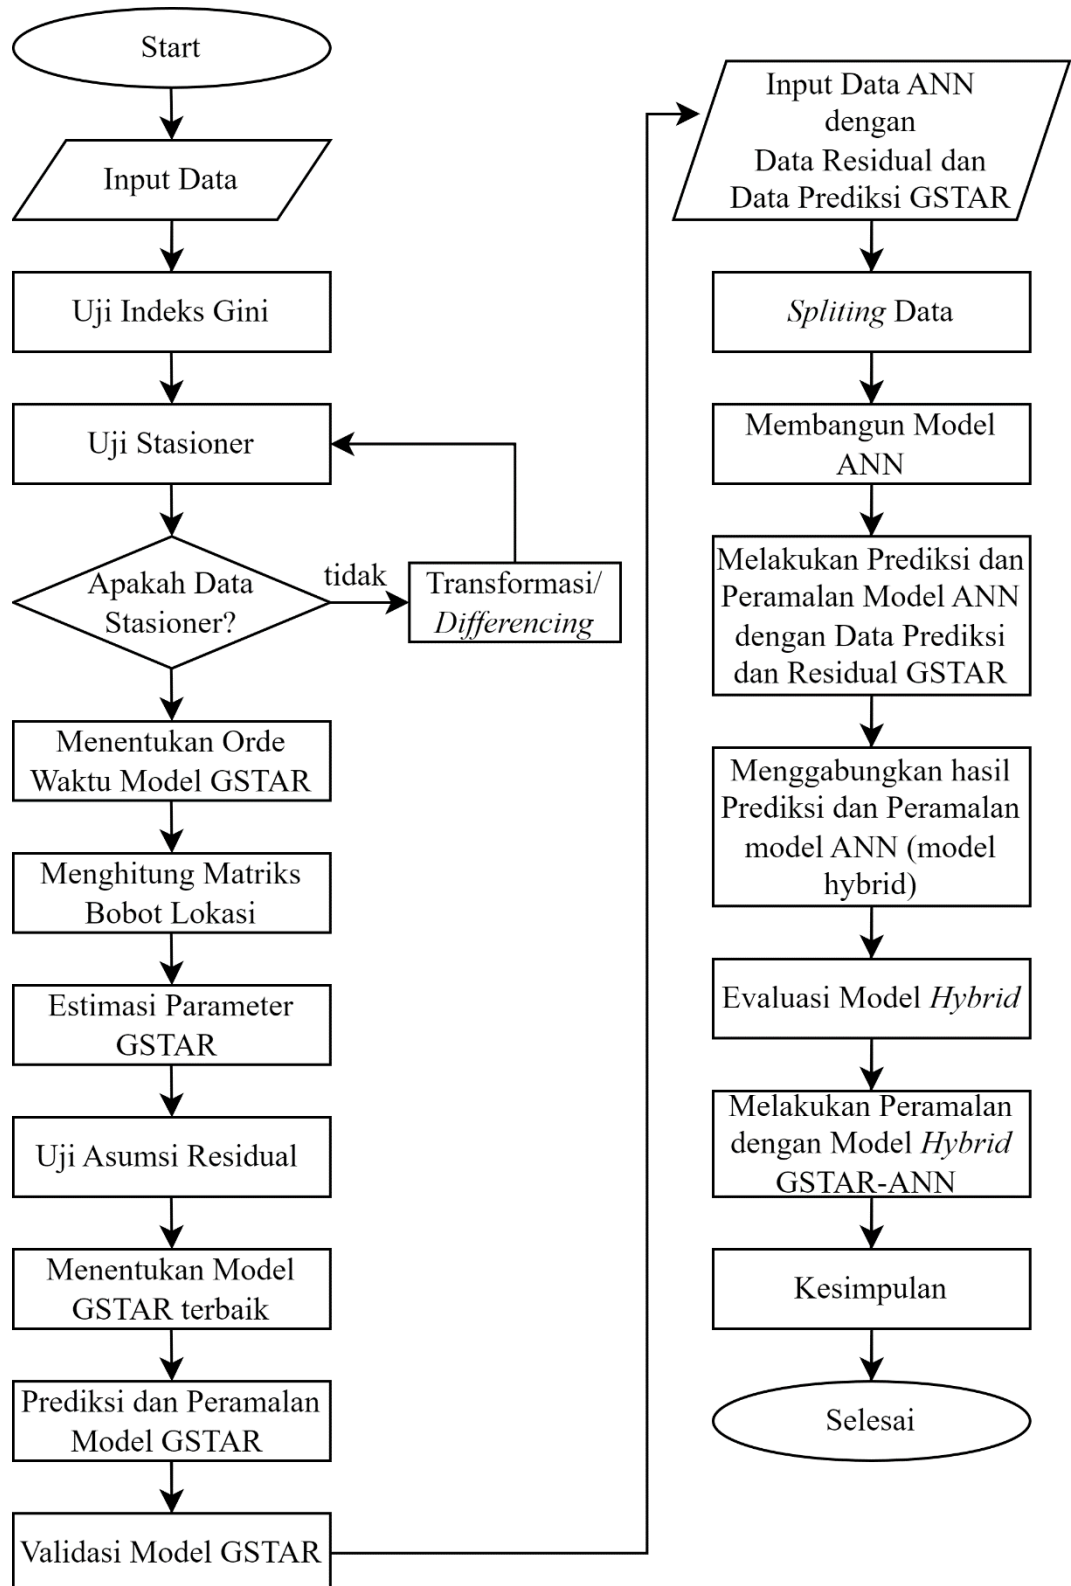 Start
Input Data
Uji Indeks Gini
Uji Stasioner
Apakah Data
Stasioner?
tidak
Transformasi/
Differencing
Menentukan Orde
Waktu Model GSTAR
Menghitung Matriks
Bobot Lokasi
Estimasi Parameter
GSTAR
Uji Asumsi Residual
Menentukan Model
GSTAR terbaik
Prediksi dan Peramalan
Model GSTAR
Validasi Model GSTAR
Input Data ANN
dengan
Data Residual dan
Data Prediksi GSTAR
Spliting Data
Membangun Model
ANN
Melakukan Prediksi dan
Peramalan Model ANN
dengan Data Prediksi
dan Residual GSTAR
Menggabungkan hasil
Prediksi dan Peramalan
model ANN (model
hybrid)
Evaluasi Model Hybrid
Melakukan Peramalan
dengan Model Hybrid
GSTAR-ANN
Kesimpulan
Selesai